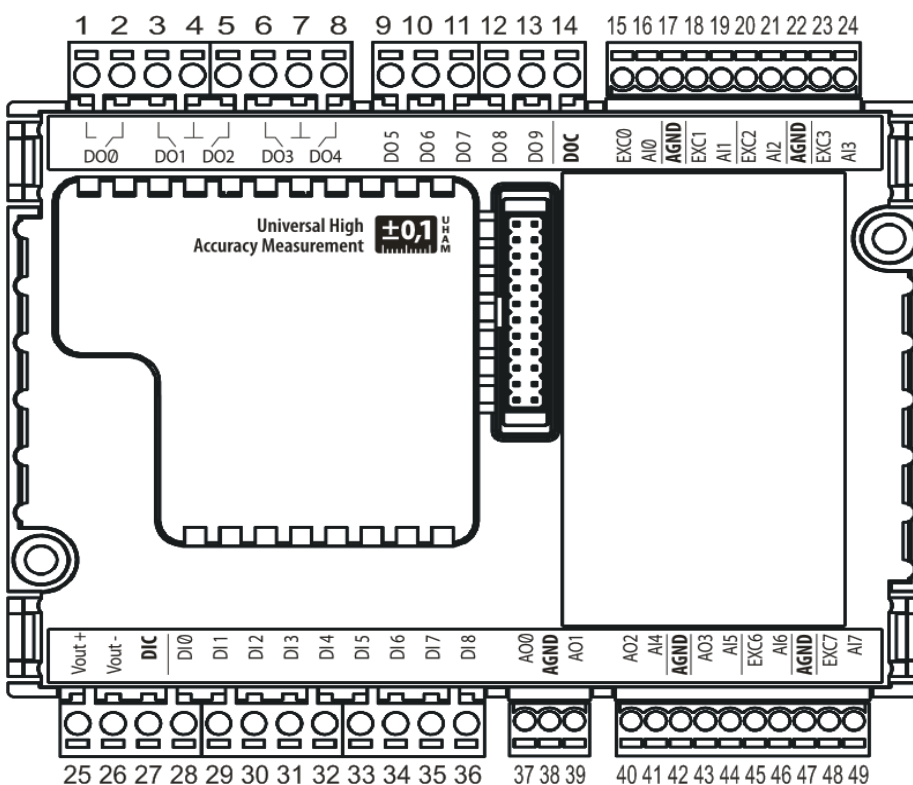 1 2 3 4 5 6 7 8 9 10 11 12 13 14 15 16 17 18 19 20 21 22 23 24
DO0 DO1 DO2 DO3 DO4 DO5 DO6 DO7 DO8 DO9 DOC EXC0 AI0 AGND EXC1 AI1 EXC2 AI2 AGND EXC3 AI3
Universal High
Accuracy Measurement
±0,1
UHAM
Vout+ Vout- DIC DI0 DI1 DI2 DI3 DI4 DI5 DI6 DI7 DI8 AO0 AGND AO1 AO2 AI4 AGND AO3 AI5 EXC6 AI6 AGND EXC7 AI7
25 26 27 28 29 30 31 32 33 34 35 36 37 38 39 40 41 42 43 44 45 46 47 48 49